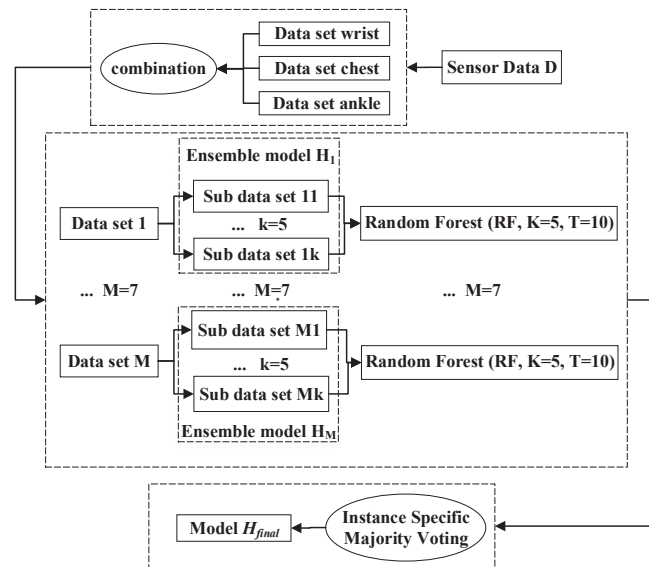 Data set wrist
combination
Data set chest
Sensor Data D
Data set ankle
Ensemble model H₁
Sub data set 11
Data set 1
... k=5
Random Forest (RF, K=5, T=10)
Sub data set 1k
... M=7
... M=7
... M=7
Sub data set M1
Data set M
... k=5
Random Forest (RF, K=5, T=10)
Sub data set Mk
Ensemble model H_M
Model H_final
Instance Specific
Majority Voting